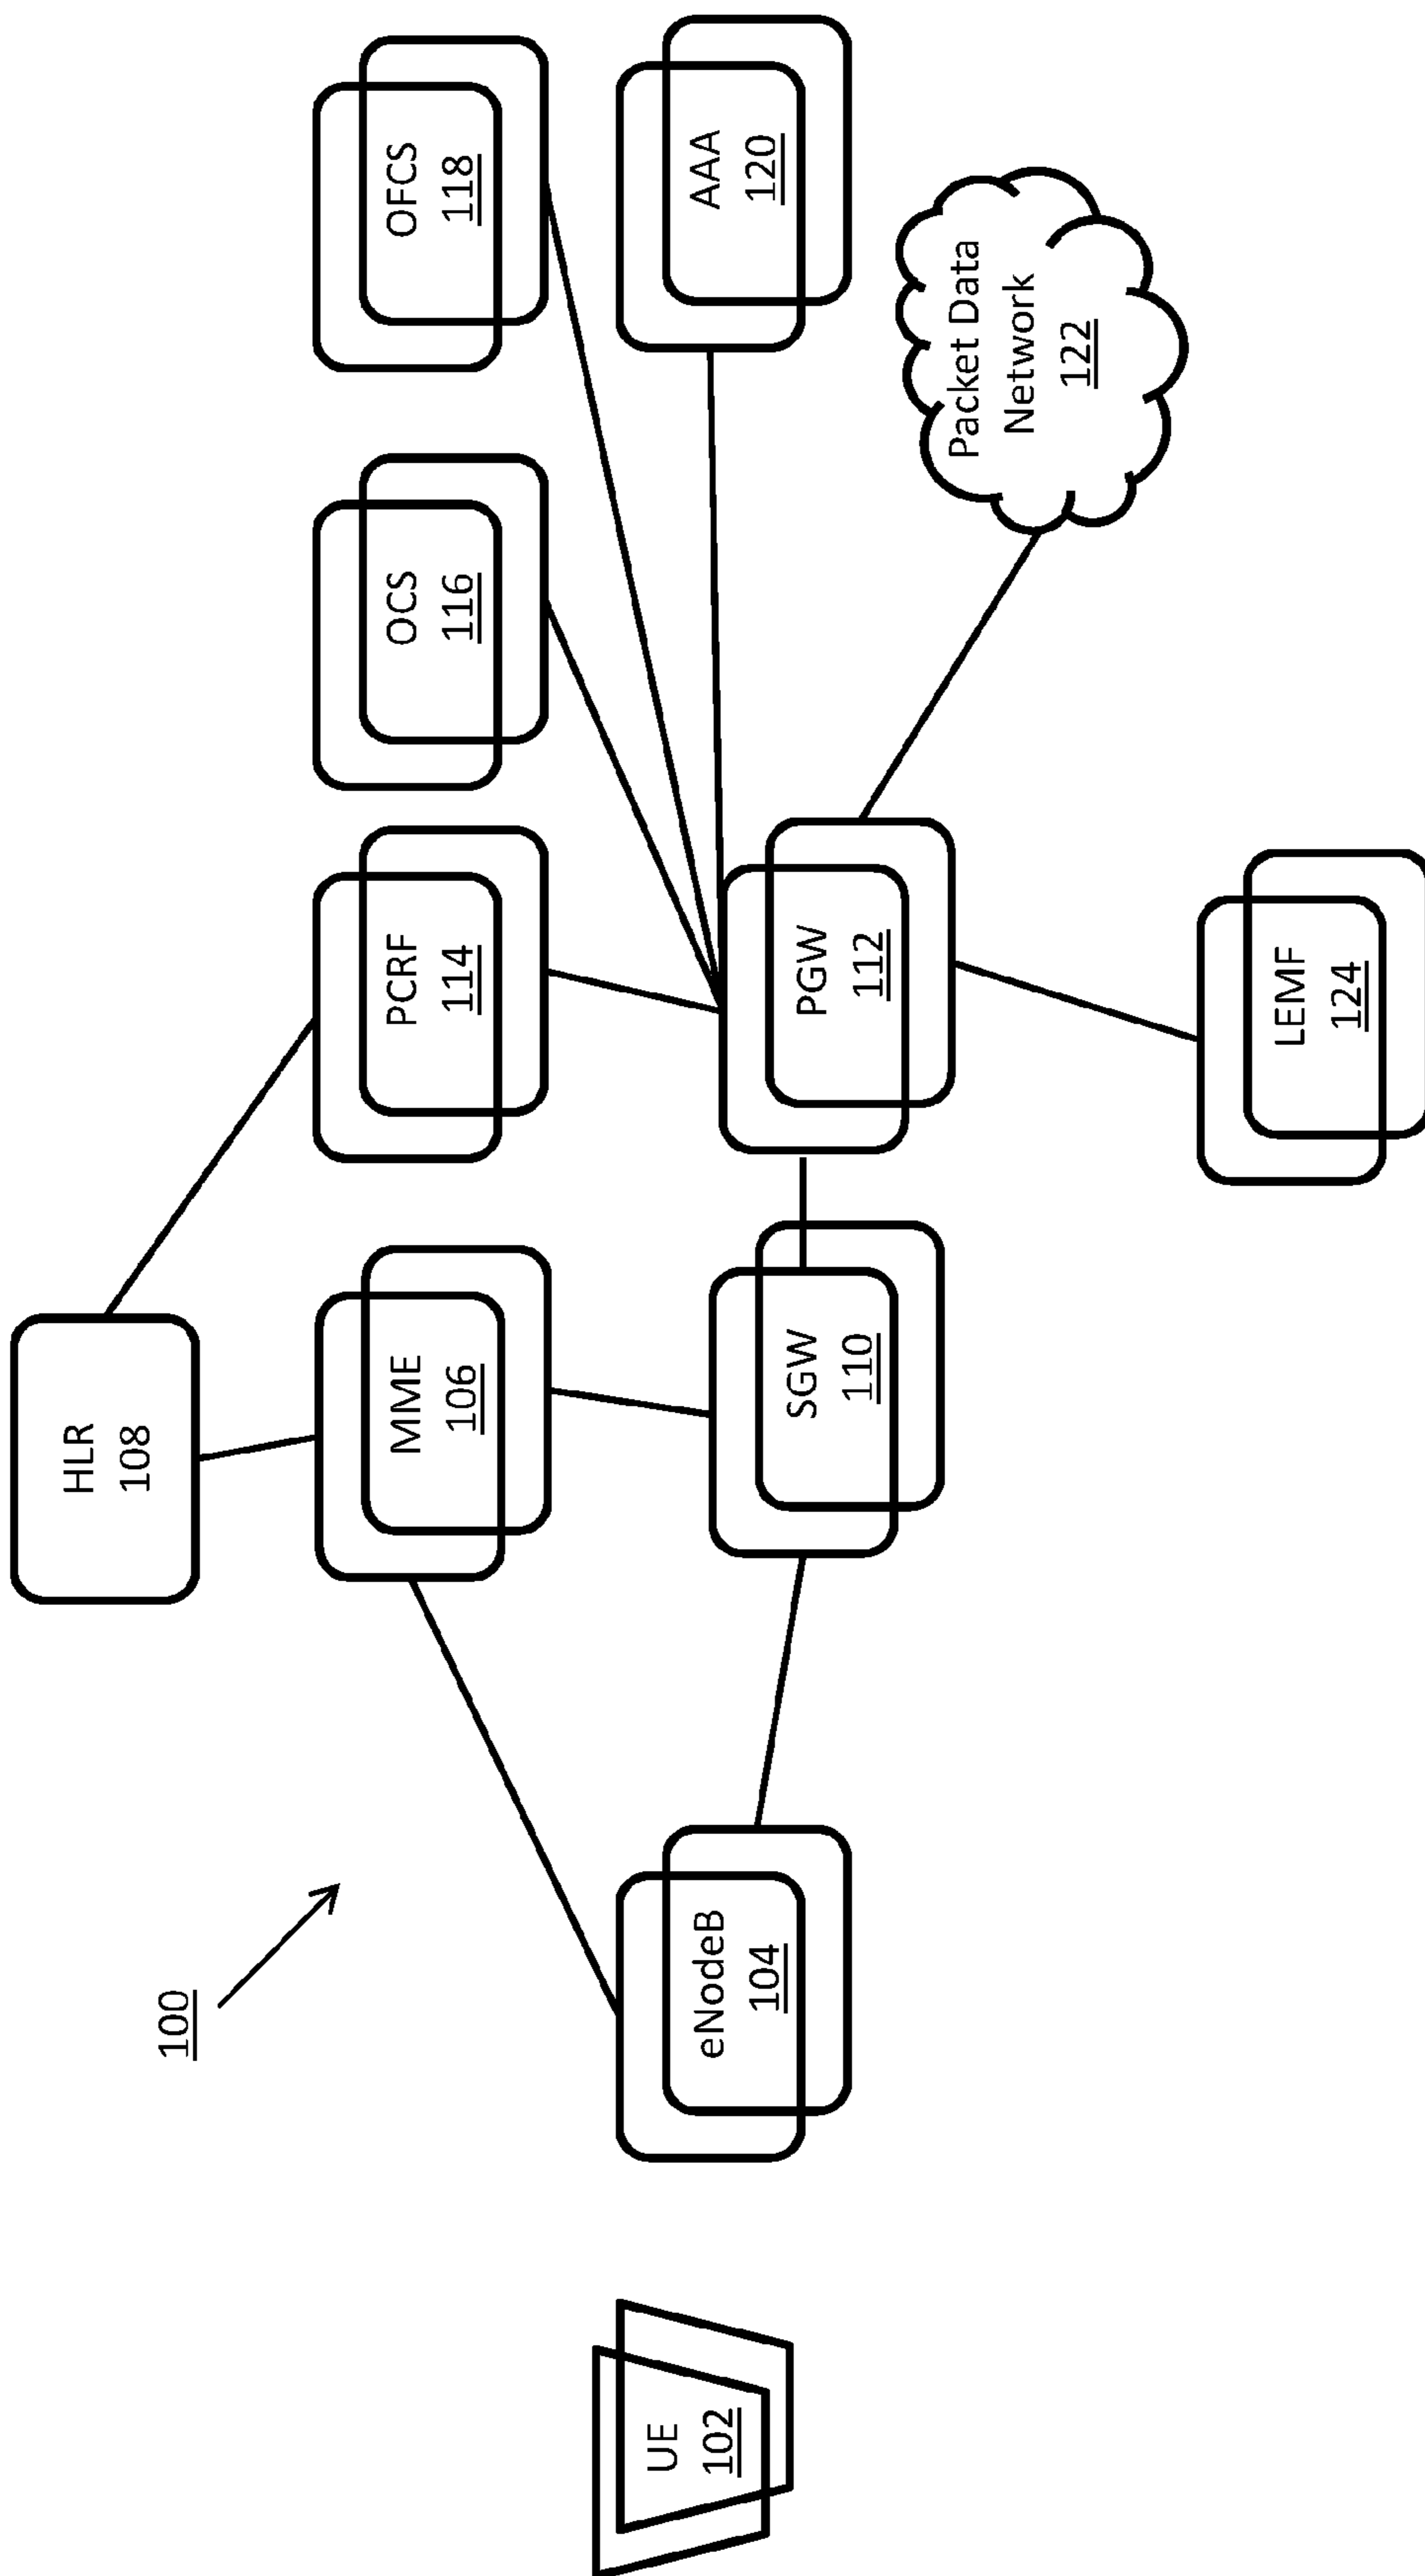 100
HLR
108
MME
106
PCRF
114
OCS
116
OFCS
118
UE
102
eNodeB
104
SGW
110
PGW
112
AAA
120
Packet Data
Network
122
LEMF
124